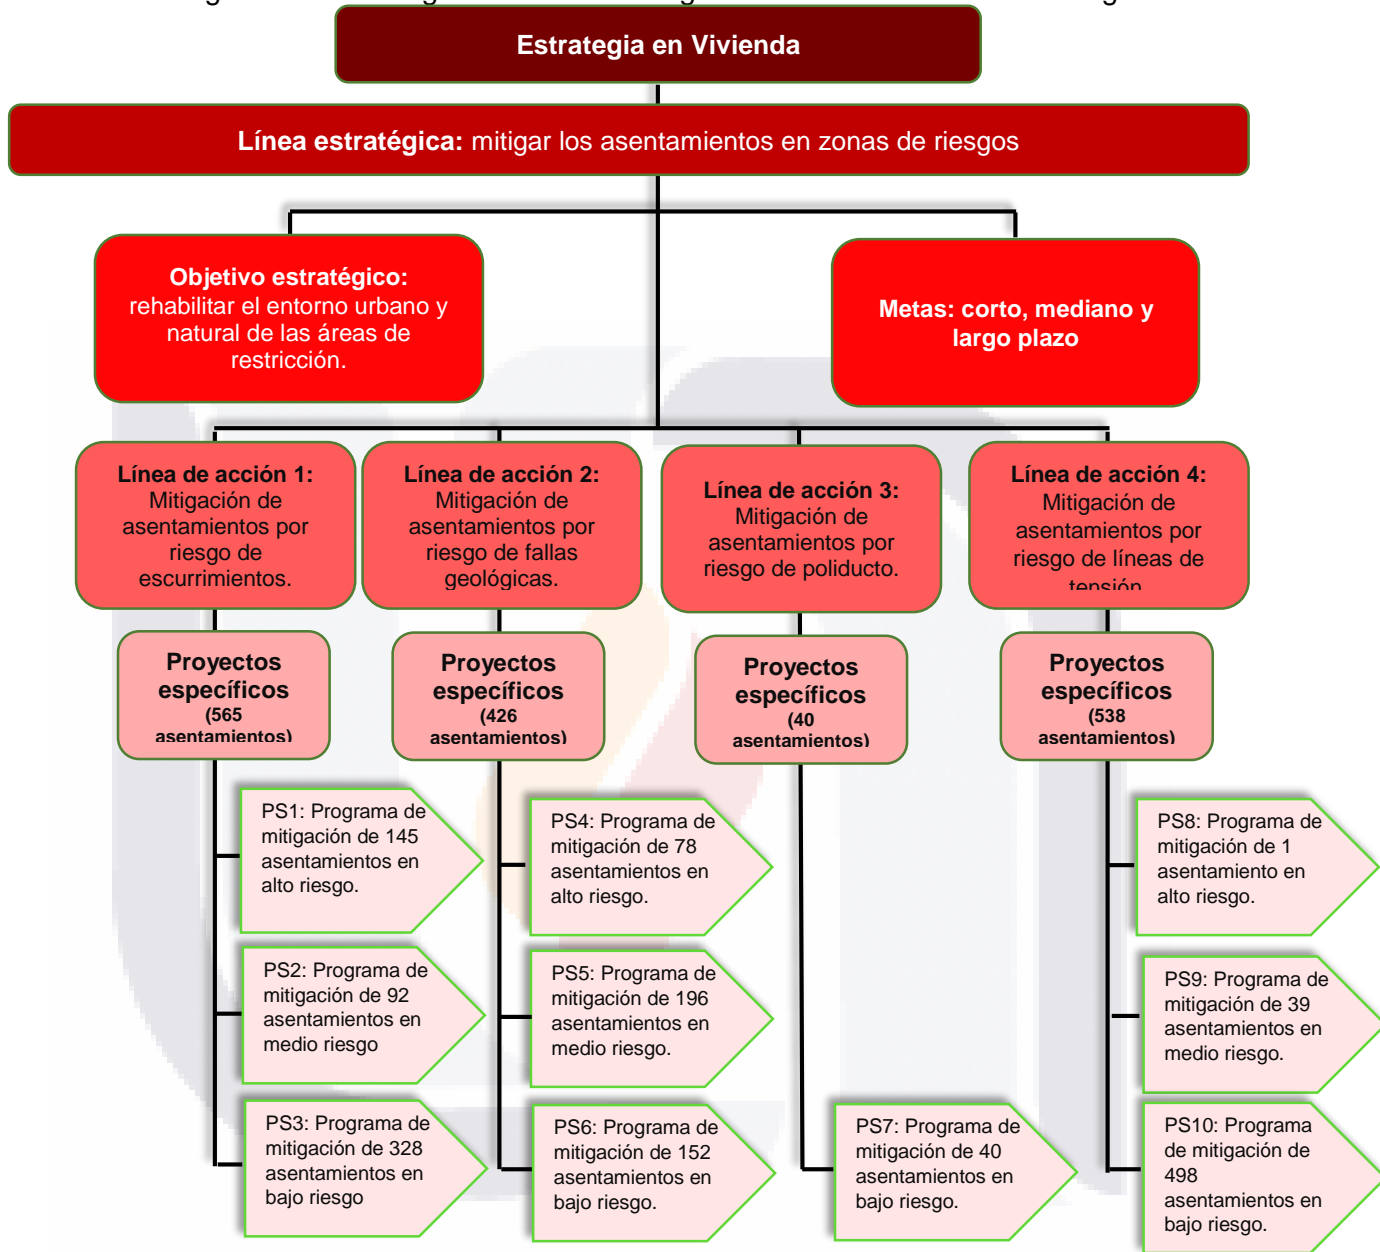 Estrategia en Vivienda
Línea estratégica: mitigar los asentamientos en zonas de riesgos
Objetivo estratégico:
rehabilitar el entorno urbano y
natural de las áreas de
restricción.
Metas: corto, mediano y
largo plazo
Línea de acción 1:
Mitigación de
asentamientos por
riesgo de
escurrimientos.
Línea de acción 2:
Mitigación de
asentamientos por
riesgo de fallas
geológicas.
Línea de acción 3:
Mitigación de
asentamientos por
riesgo de poliducto.
Línea de acción 4:
Mitigación de
asentamientos por
riesgo de líneas de
tensión
Proyectos
específicos
(565
asentamientos)
Proyectos
específicos
(426
asentamientos)
Proyectos
específicos
(40
asentamientos)
Proyectos
específicos
(538
asentamientos)
PS1: Programa de
mitigación de 145
asentamientos en
alto riesgo.
PS2: Programa de
mitigación de 92
asentamientos en
medio riesgo
PS3: Programa de
mitigación de 328
asentamientos en
bajo riesgo
PS4: Programa de
mitigación de 78
asentamientos en
alto riesgo.
PS5: Programa de
mitigación de 196
asentamientos en
medio riesgo.
PS6: Programa de
mitigación de 152
asentamientos en
bajo riesgo.
PS7: Programa de
mitigación de 40
asentamientos en
bajo riesgo.
PS8: Programa de
mitigación de 1
asentamiento en
alto riesgo.
PS9: Programa de
mitigación de 39
asentamientos en
medio riesgo.
PS10: Programa
de mitigación de
498
asentamientos en
bajo riesgo.